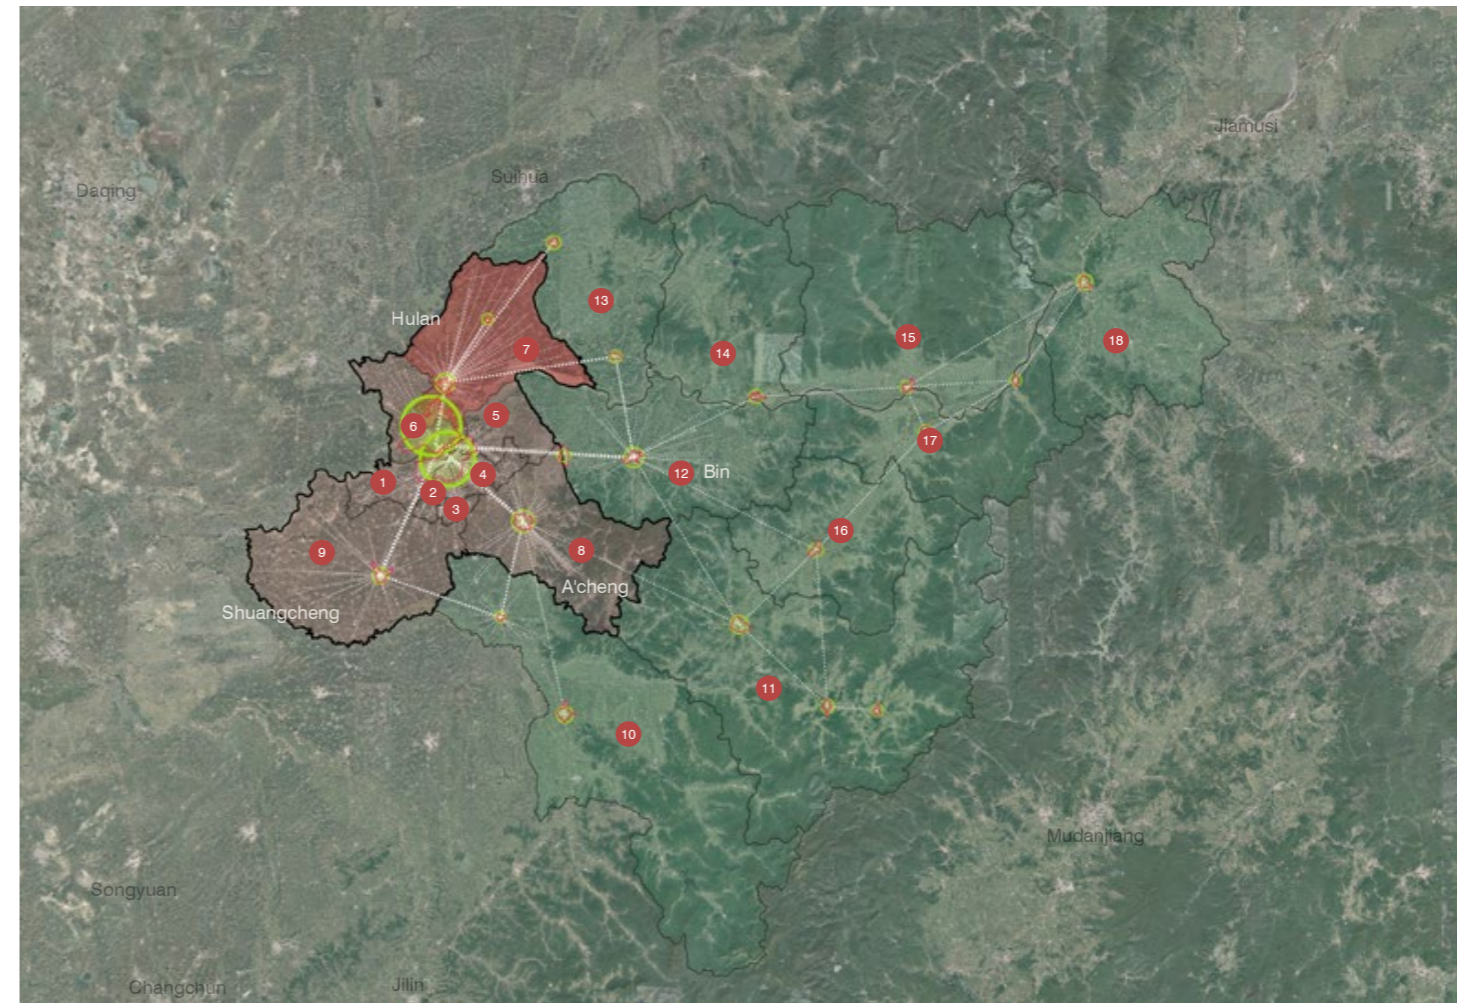 Jiamusi
Suihua
Daqing
13
Hulan
15
18
7
14
5
6
17
Bin
12
4
1
2
3
16
9
8
A'cheng
Shuangcheng
11
10
Mudanjiang
Songyuan
Jilin
Changchun